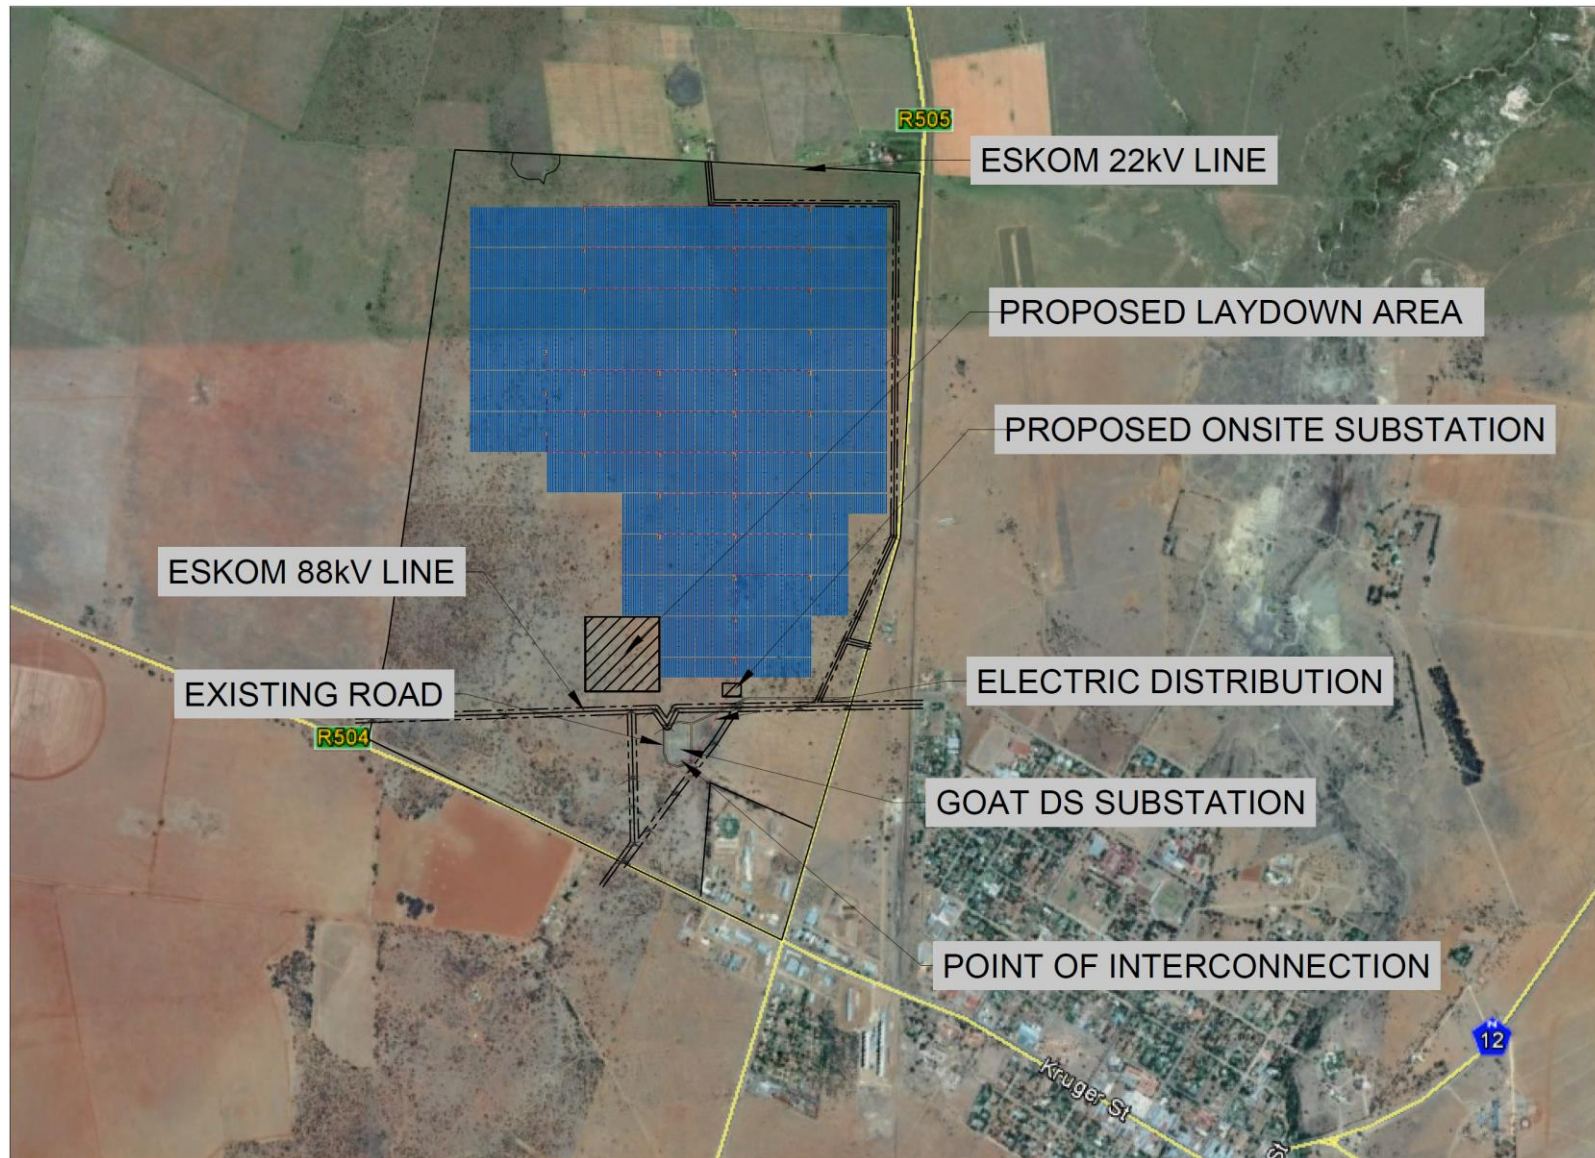 R505
ESKOM 22kV LINE
PROPOSED LAYDOWN AREA
PROPOSED ONSITE SUBSTATION
ESKOM 88kV LINE
EXISTING ROAD
ELECTRIC DISTRIBUTION
R504
GOAT DS SUBSTATION
POINT OF INTERCONNECTION
N
12
Kruger St
St